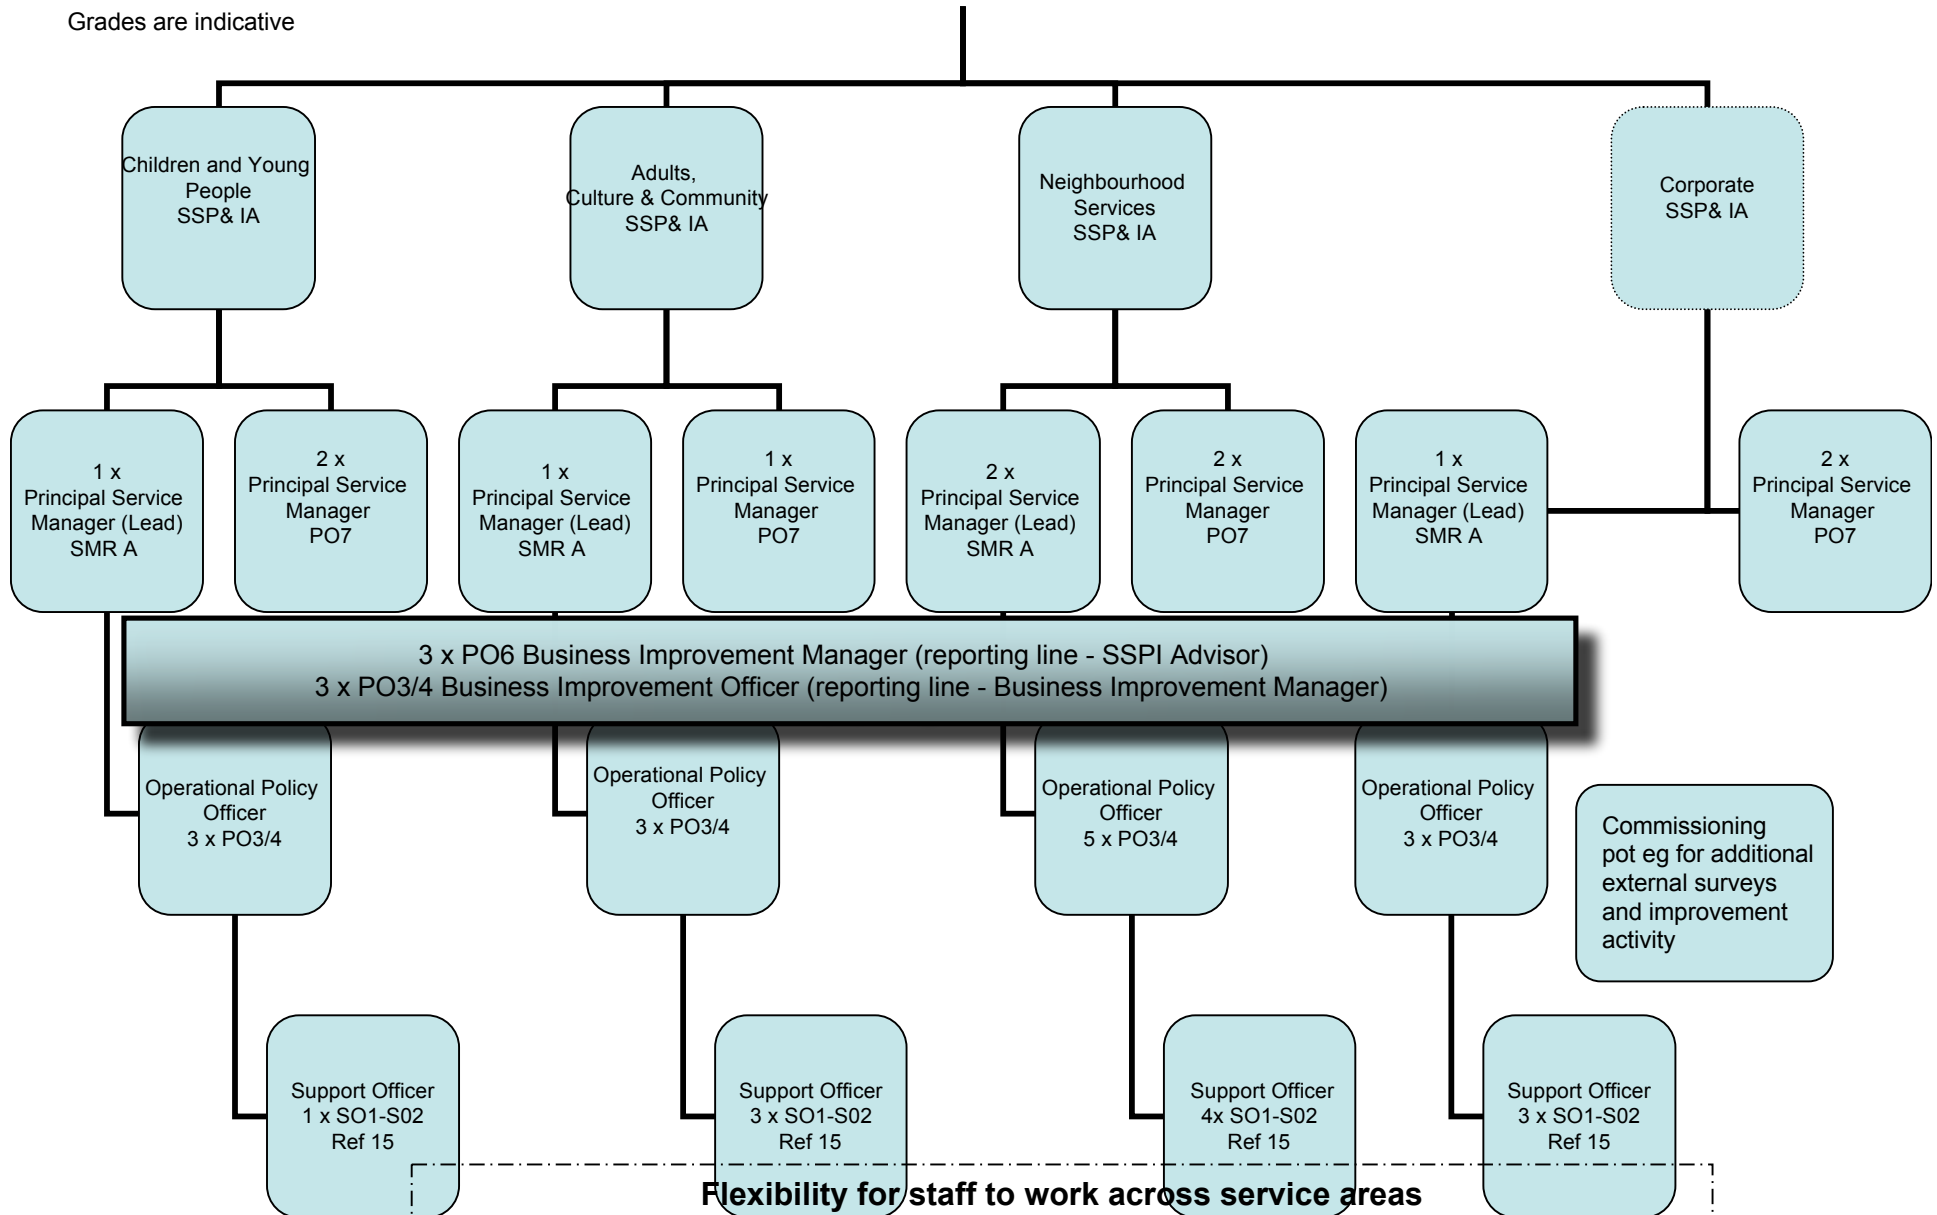 Grades are indicative
Children and Young
People
SSP& IA
Adults,
Culture & Community
SSP& IA
Neighbourhood
Services
SSP& IA
Corporate
SSP& IA
1 x
Principal Service
Manager (Lead)
SMR A
2 x
Principal Service
Manager
PO7
1 x
Principal Service
Manager (Lead)
SMR A
1 x
Principal Service
Manager
PO7
2 x
Principal Service
Manager (Lead)
SMR A
2 x
Principal Service
Manager
PO7
1 x
Principal Service
Manager (Lead)
SMR A
2 x
Principal Service
Manager
PO7
3 x PO6 Business Improvement Manager (reporting line - SSPI Advisor)
3 x PO3/4 Business Improvement Officer (reporting line - Business Improvement Manager)
Operational Policy
Officer
3 x PO3/4
Operational Policy
Officer
3 x PO3/4
Operational Policy
Officer
5 x PO3/4
Operational Policy
Officer
3 x PO3/4
Commissioning
pot eg for additional
external surveys
and improvement
activity
Support Officer
1 x SO1-S02
Ref 15
Support Officer
3 x SO1-S02
Ref 15
Support Officer
4x SO1-S02
Ref 15
Support Officer
3 x SO1-S02
Ref 15
Flexibility for staff to work across service areas